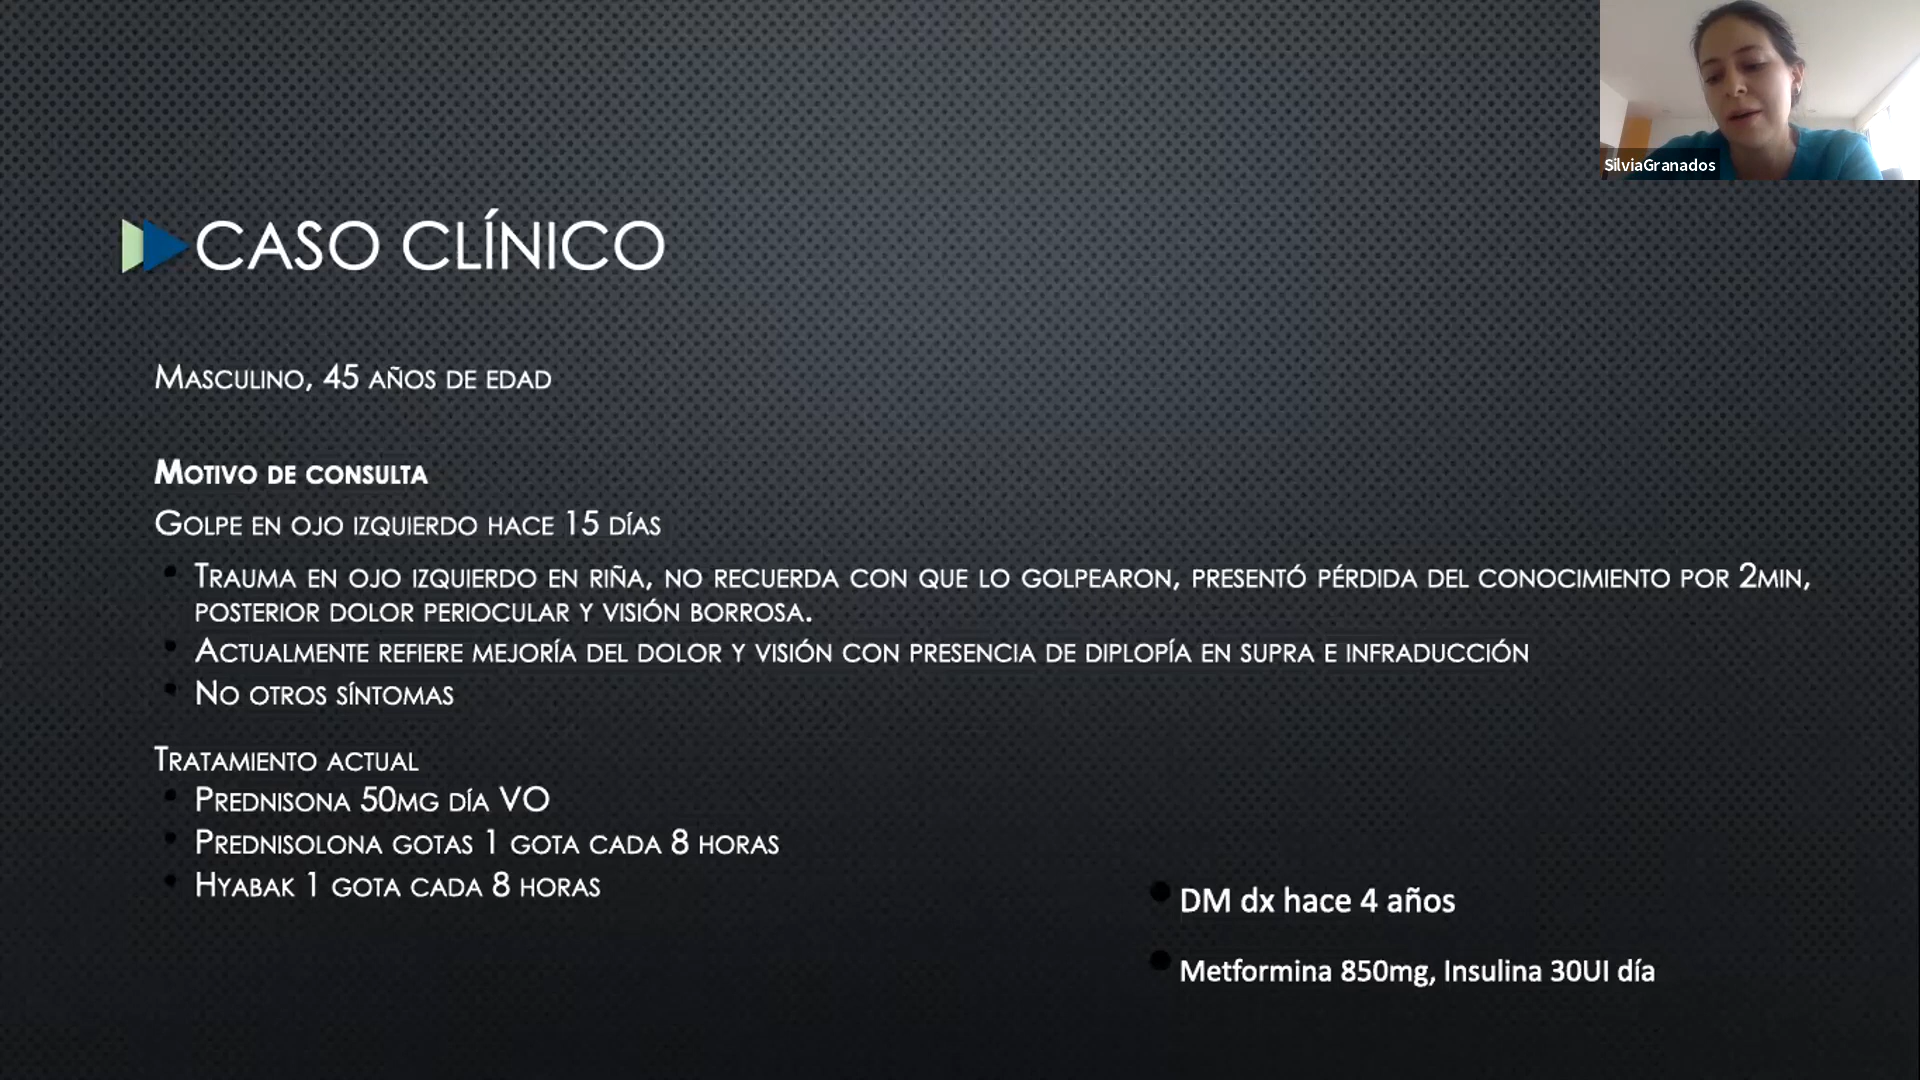 SilviaGranados
CASO CLÍNICO
Masculino, 45 años de edad
Motivo de consulta
Golpe en ojo izquierdo hace 15 días
Trauma en ojo izquierdo en riña, no recuerda con que lo golpearon, presentó pérdida del conocimiento por 2min,
posterior dolor periocular y visión borrosa.
Actualmente refiere mejoría del dolor y visión con presencia de diplopía en supra e infraducción
No otros síntomas
Tratamiento actual
Prednisona 50mg día VO
Prednisolona gotas 1 gota cada 8 horas
Hyabak 1 gota cada 8 horas
DM dx hace 4 años
Metformina 850mg, Insulina 30UI día